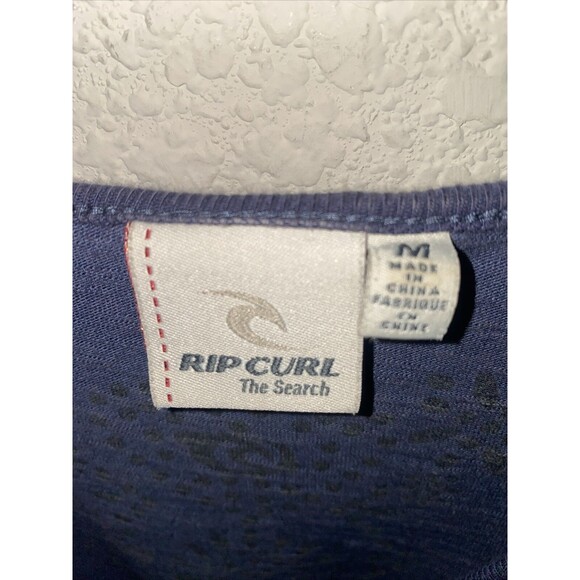 RIP CURL
The Search
M
MADE
IN
CHINA
FABRIQUE
EN
CHINE